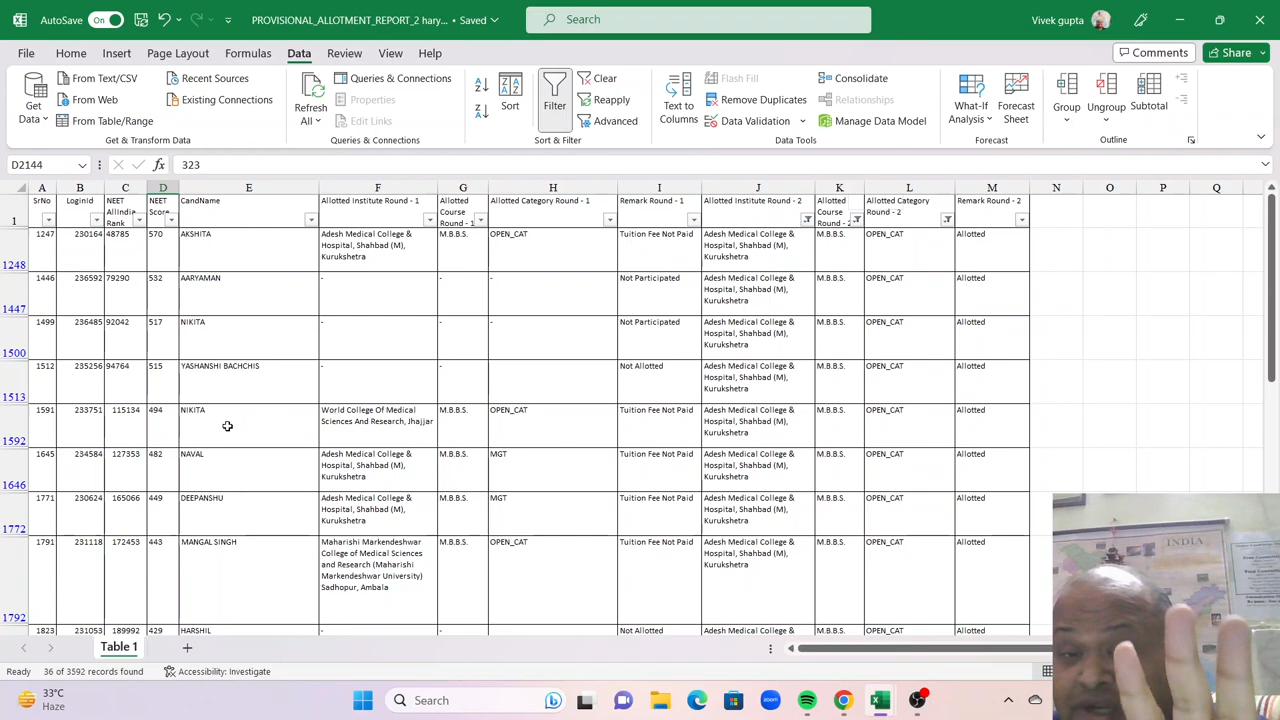 AutoSave On PROVISIONAL_ALLOTMENT_REPORT_2 hary... • Saved Search Vivek gupta
File Home Insert Page Layout Formulas Data Review View Help Comments Share
Get Data From Text/CSV Recent Sources Refresh All Queries & Connections Sort Filter Clear Text to Columns Flash Fill Consolidate What-If Analysis Forecast Sheet Group Ungroup Subtotal
From Web Existing Connections Properties Reapply Remove Duplicates Relationships
From Table/Range Edit Links Advanced Data Validation Manage Data Model
Get & Transform Data Queries & Connections Sort & Filter Data Tools Forecast Outline
D2144 fx 323
A B C D E F G H I J K L M N O P Q
1 SrNo LoginId NEET AllIndia Rank NEET Score CandName Allotted Institute Round - 1 Allotted Course Round - 1 Allotted Category Round - 1 Remark Round - 1 Allotted Institute Round - 2 Allotted Course Round - 2 Allotted Category Round - 2 Remark Round - 2
1248 1247 230164 48785 570 AKSHITA Adesh Medical College & Hospital, Shahbad (M), Kurukshetra M.B.B.S. OPEN_CAT Tuition Fee Not Paid Adesh Medical College & Hospital, Shahbad (M), Kurukshetra M.B.B.S. OPEN_CAT Allotted
1447 1446 236592 79290 532 AARYAMAN - - - Not Participated Adesh Medical College & Hospital, Shahbad (M), Kurukshetra M.B.B.S. OPEN_CAT Allotted
1500 1499 236485 92042 517 NIKITA - - - Not Participated Adesh Medical College & Hospital, Shahbad (M), Kurukshetra M.B.B.S. OPEN_CAT Allotted
1513 1512 235256 94764 515 YASHANSHI BACHCHIS - - Not Allotted Adesh Medical College & Hospital, Shahbad (M), Kurukshetra M.B.B.S. OPEN_CAT Allotted
1592 1591 233751 115134 494 NIKITA World College Of Medical Sciences And Research, Jhajjar M.B.B.S. OPEN_CAT Tuition Fee Not Paid Adesh Medical College & Hospital, Shahbad (M), Kurukshetra M.B.B.S. OPEN_CAT Allotted
1646 1645 234584 127353 482 NAVAL Adesh Medical College & Hospital, Shahbad (M), Kurukshetra M.B.B.S. MGT Tuition Fee Not Paid Adesh Medical College & Hospital, Shahbad (M), Kurukshetra M.B.B.S. OPEN_CAT Allotted
1772 1771 230624 165066 449 DEEPANSHU Adesh Medical College & Hospital, Shahbad (M), Kurukshetra M.B.B.S. MGT Tuition Fee Not Paid Adesh Medical College & Hospital, Shahbad (M), Kurukshetra M.B.B.S. OPEN_CAT Allotted
1792 1791 231118 172453 443 MANGAL SINGH Maharishi Markendeshwar College of Medical Sciences and Research (Maharishi Markendeshwar University) Sadhopur, Ambala M.B.B.S. OPEN_CAT Tuition Fee Not Paid Adesh Medical College & Hospital, Shahbad (M), Kurukshetra M.B.B.S. OPEN_CAT Allotted
1823 231053 189992 429 HARSHIL - - Not Allotted Adesh Medical College & M.B.B.S. OPEN_CAT Allotted
INDIA
Table 1
36 of 3592 records found Accessibility: Investigate
33°C
Haze
Search